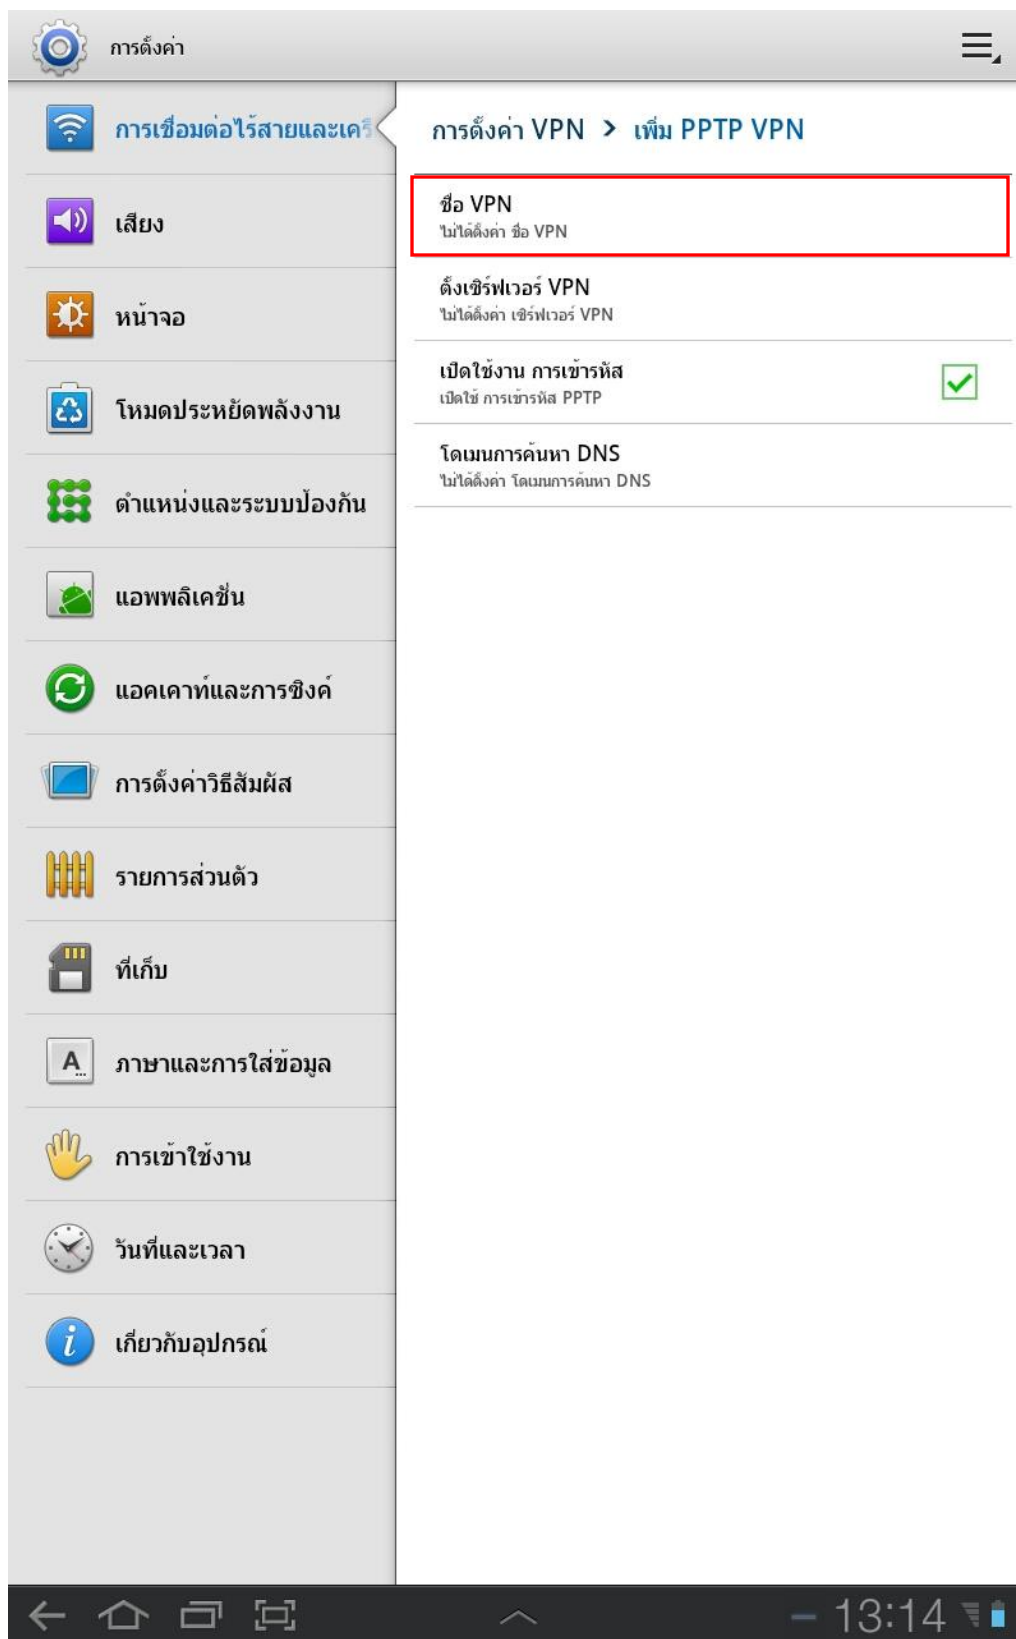 การตั้งค่า
การเชื่อมต่อไร้สายและเครื
เสียง
หน้าจอ
โหมดประหยัดพลังงาน
ตำแหน่งและระบบป้องกัน
แอพพลิเคชั่น
แอคเคาท์และการซิงค์
การตั้งค่าวิธีสัมผัส
รายการส่วนตัว
ที่เก็บ
ภาษาและการใส่ข้อมูล
การเข้าใช้งาน
วันที่และเวลา
เกี่ยวกับอุปกรณ์
การตั้งค่า VPN > เพิ่ม PPTP VPN
ชื่อ VPN
ไม่ได้ตั้งค่า ชื่อ VPN
ตั้งเซิร์ฟเวอร์ VPN
ไม่ได้ตั้งค่า เซิร์ฟเวอร์ VPN
เปิดใช้งาน การเข้ารหัส
เปิดใช้ การเข้ารหัส PPTP
โดเมนการค้นหา DNS
ไม่ได้ตั้งค่า โดเมนการค้นหา DNS
13:14